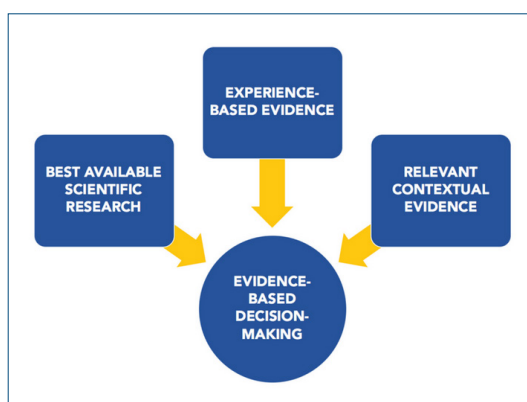 EXPERIENCE-
BASED EVIDENCE
BEST AVAILABLE
SCIENTIFIC
RESEARCH
RELEVANT
CONTEXTUAL
EVIDENCE
EVIDENCE-
BASED
DECISION-
MAKING